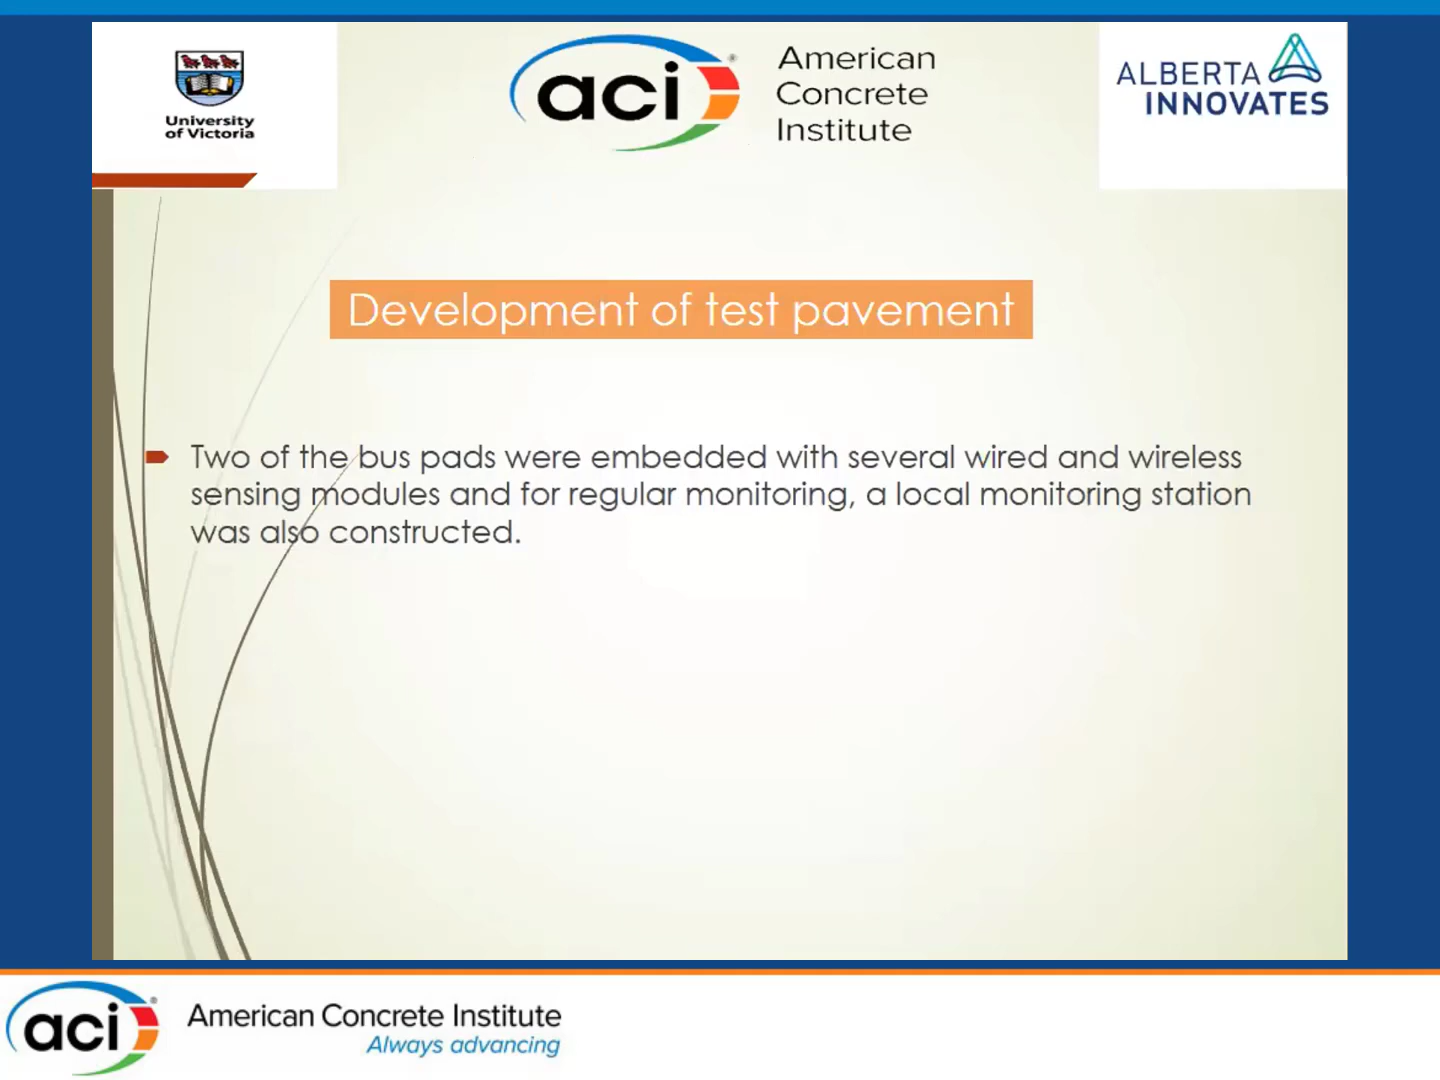 University
of Victoria
aci
American
Concrete
Institute
ALBERTA
INNOVATES
Development of test pavement
Two of the bus pads were embedded with several wired and wireless
sensing modules and for regular monitoring, a local monitoring station
was also constructed.
aci
American Concrete Institute
Always advancing